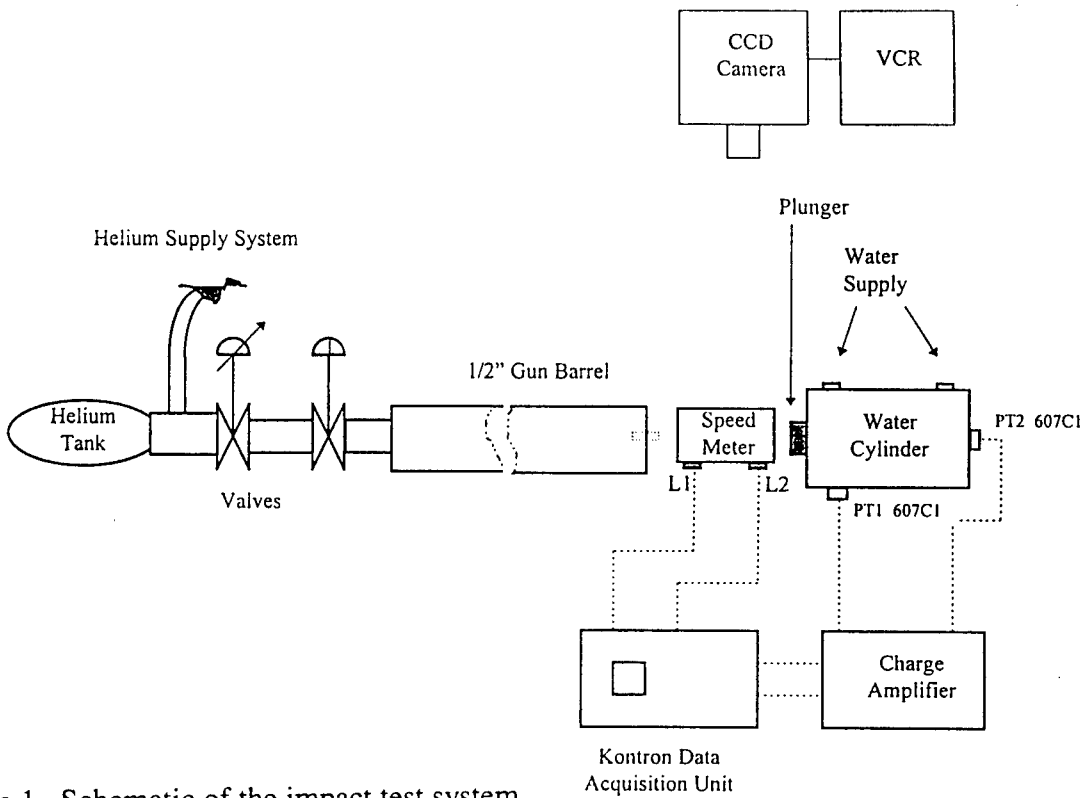 CCD
Camera
VCR
Plunger
Helium Supply System
Water
Supply
1/2" Gun Barrel
Helium
Tank
Speed
Meter
Water
Cylinder
PT2 607C1
Valves
L1
L2
PT1 607C1
Charge
Amplifier
Kontron Data
Acquisition Unit
1. Schematic of the impact test system